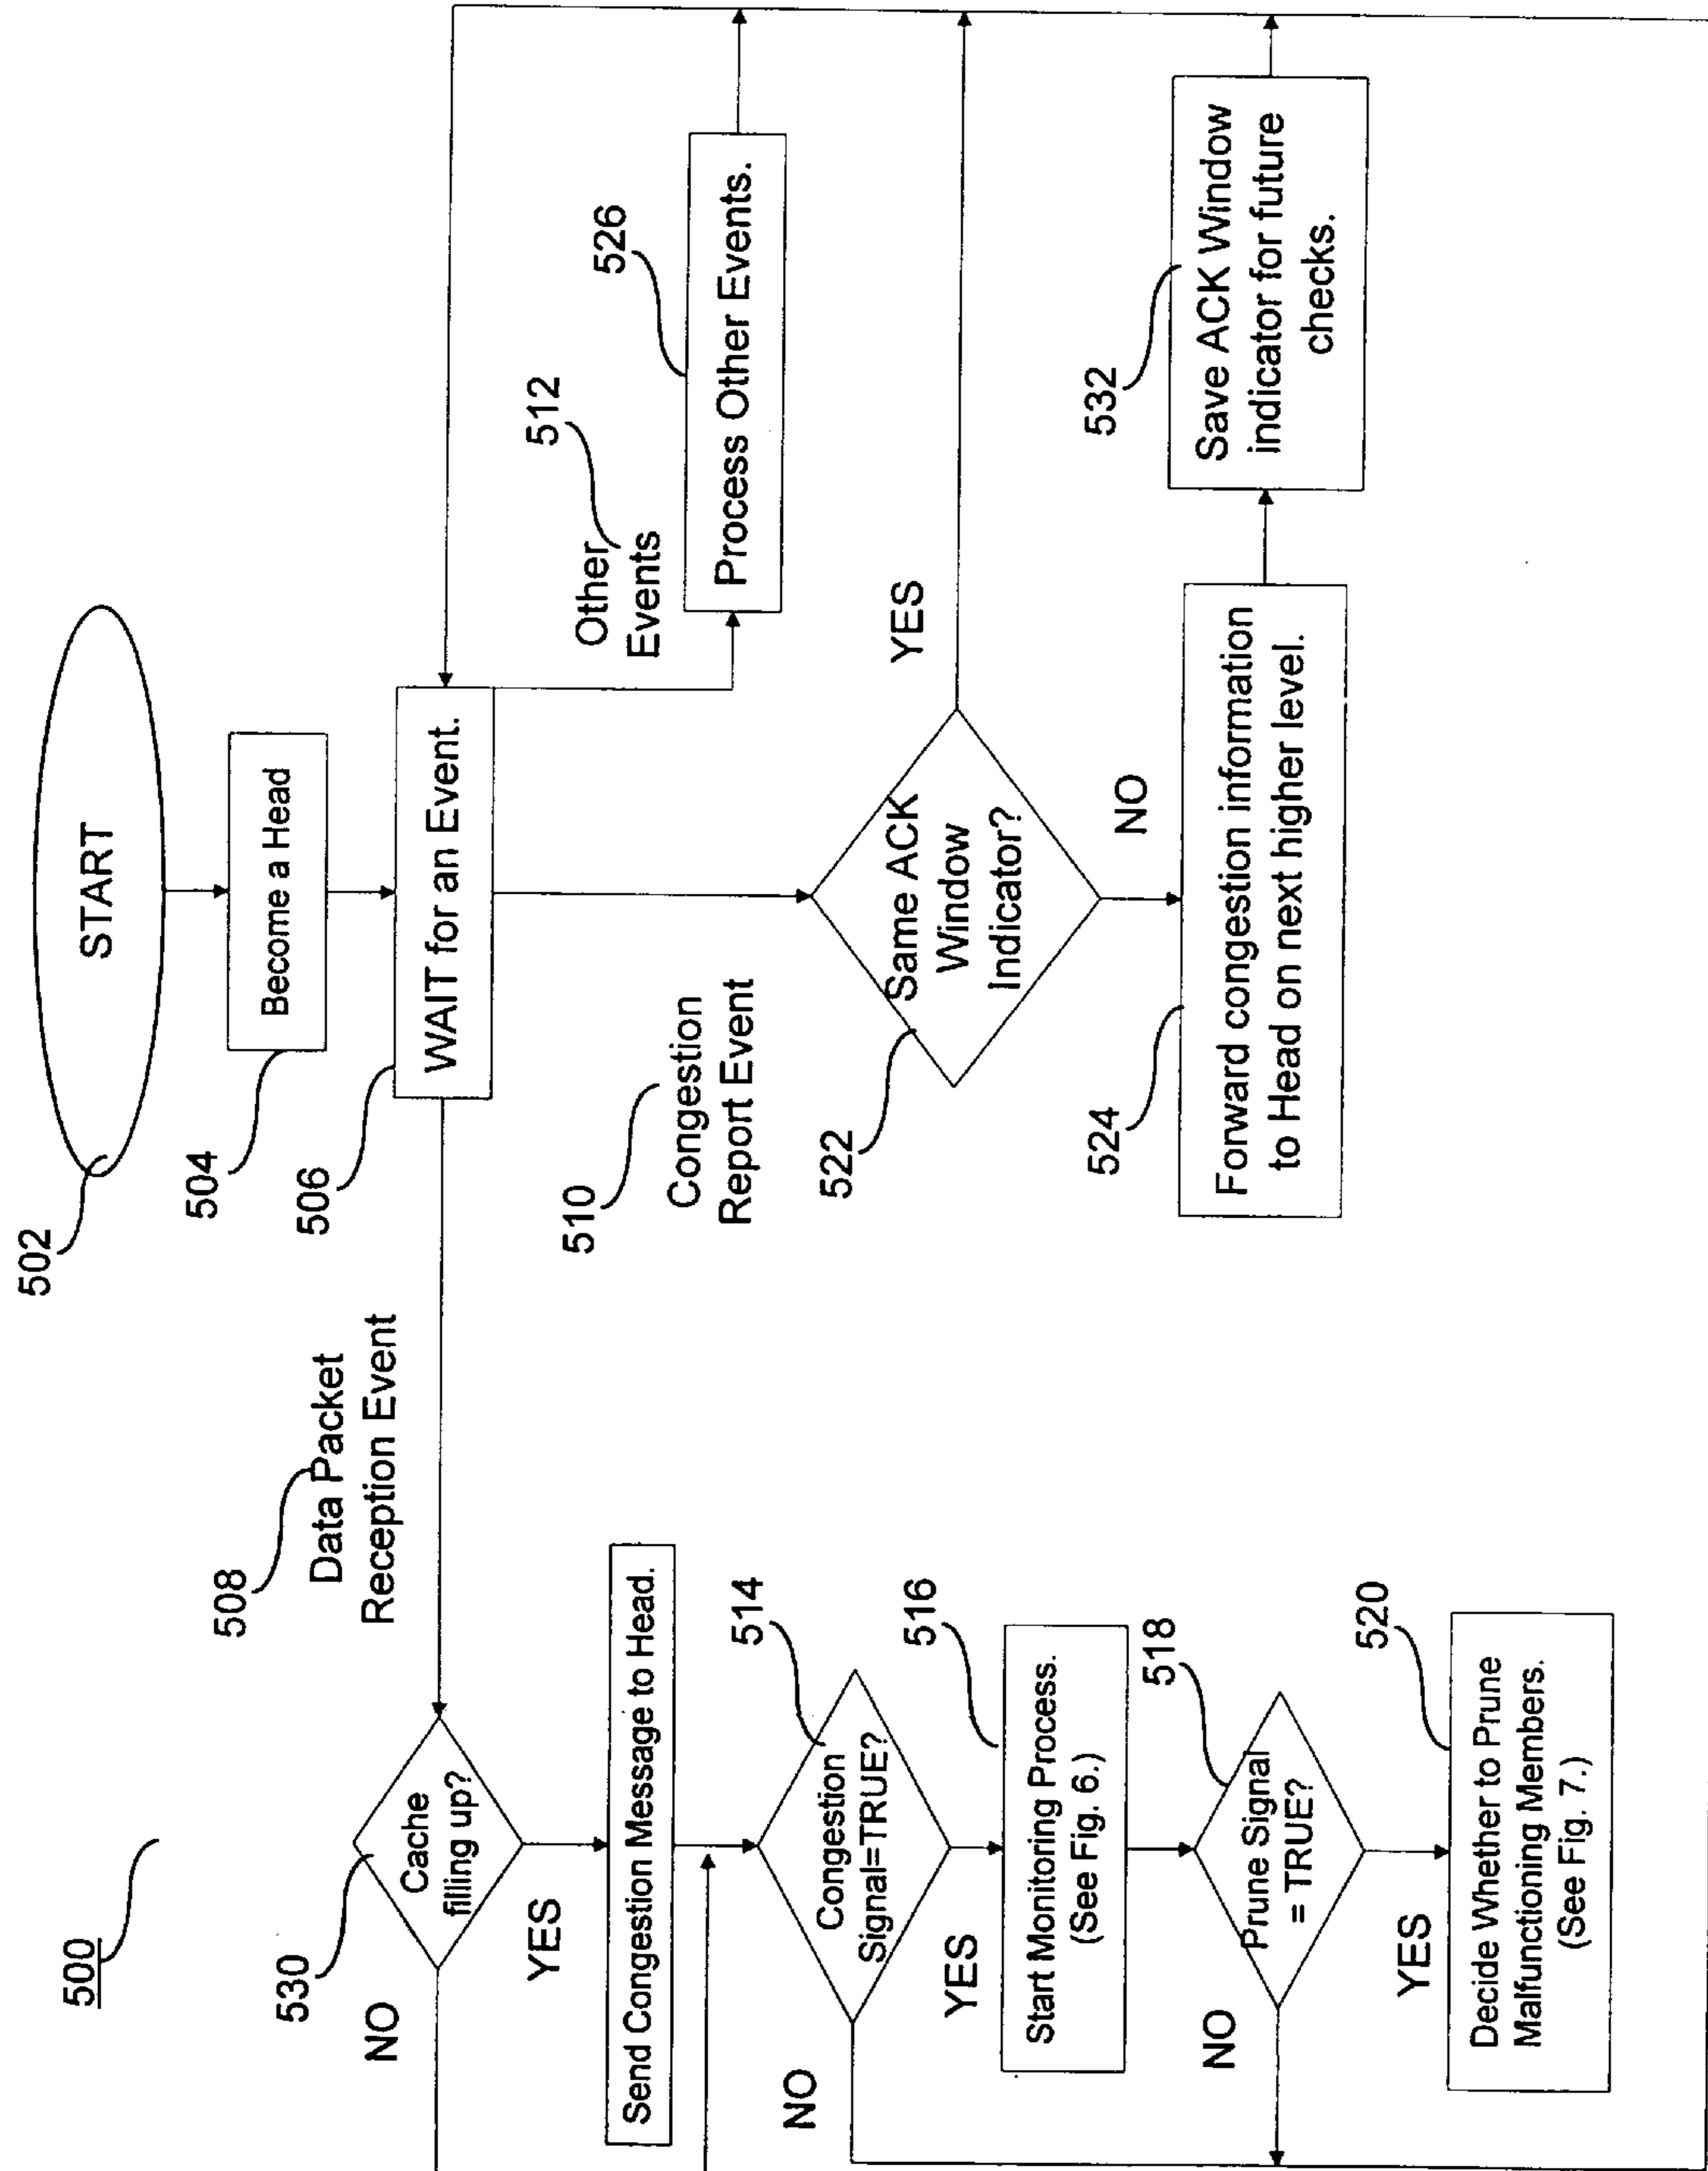 500
502
START
504
Become a Head
506
WAIT for an Event.
508
Data Packet
Reception Event
510
Congestion
Report Event
512
Other
Events
526
Process Other Events.
530
Cache
filling up?
NO
YES
Send Congestion Message to Head.
514
Congestion
Signal=TRUE?
NO
YES
516
Start Monitoring Process.
(See Fig. 6.)
518
Prune Signal
= TRUE?
NO
YES
520
Decide Whether to Prune
Malfunctioning Members.
(See Fig. 7.)
522
Same ACK
Window
Indicator?
YES
NO
524
Forward congestion information
to Head on next higher level.
532
Save ACK Window
indicator for future
checks.